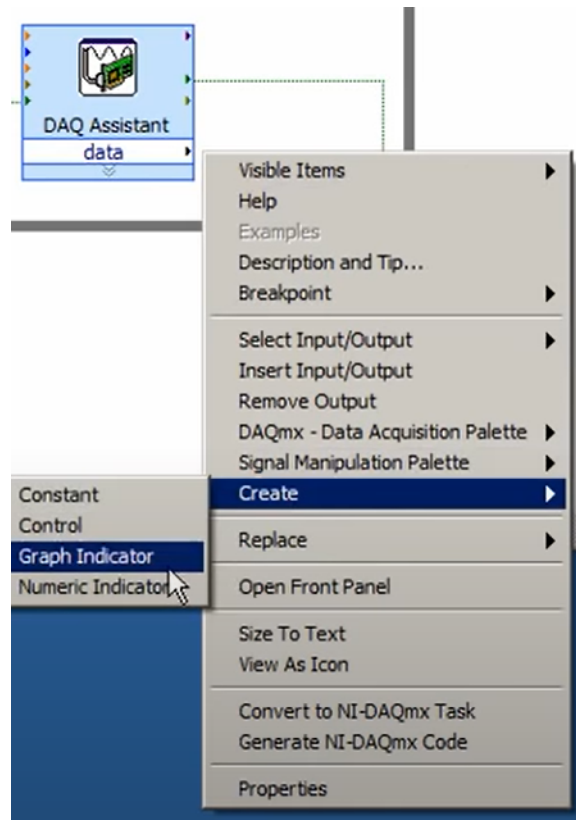 DAQ Assistant
data
Visible Items
Help
Examples
Description and Tip...
Breakpoint
Select Input/Output
Insert Input/Output
Remove Output
DAQmx - Data Acquisition Palette
Signal Manipulation Palette
Create
Constant
Control
Graph Indicator
Numeric Indicator
Replace
Open Front Panel
Size To Text
View As Icon
Convert to NI-DAQmx Task
Generate NI-DAQmx Code
Properties